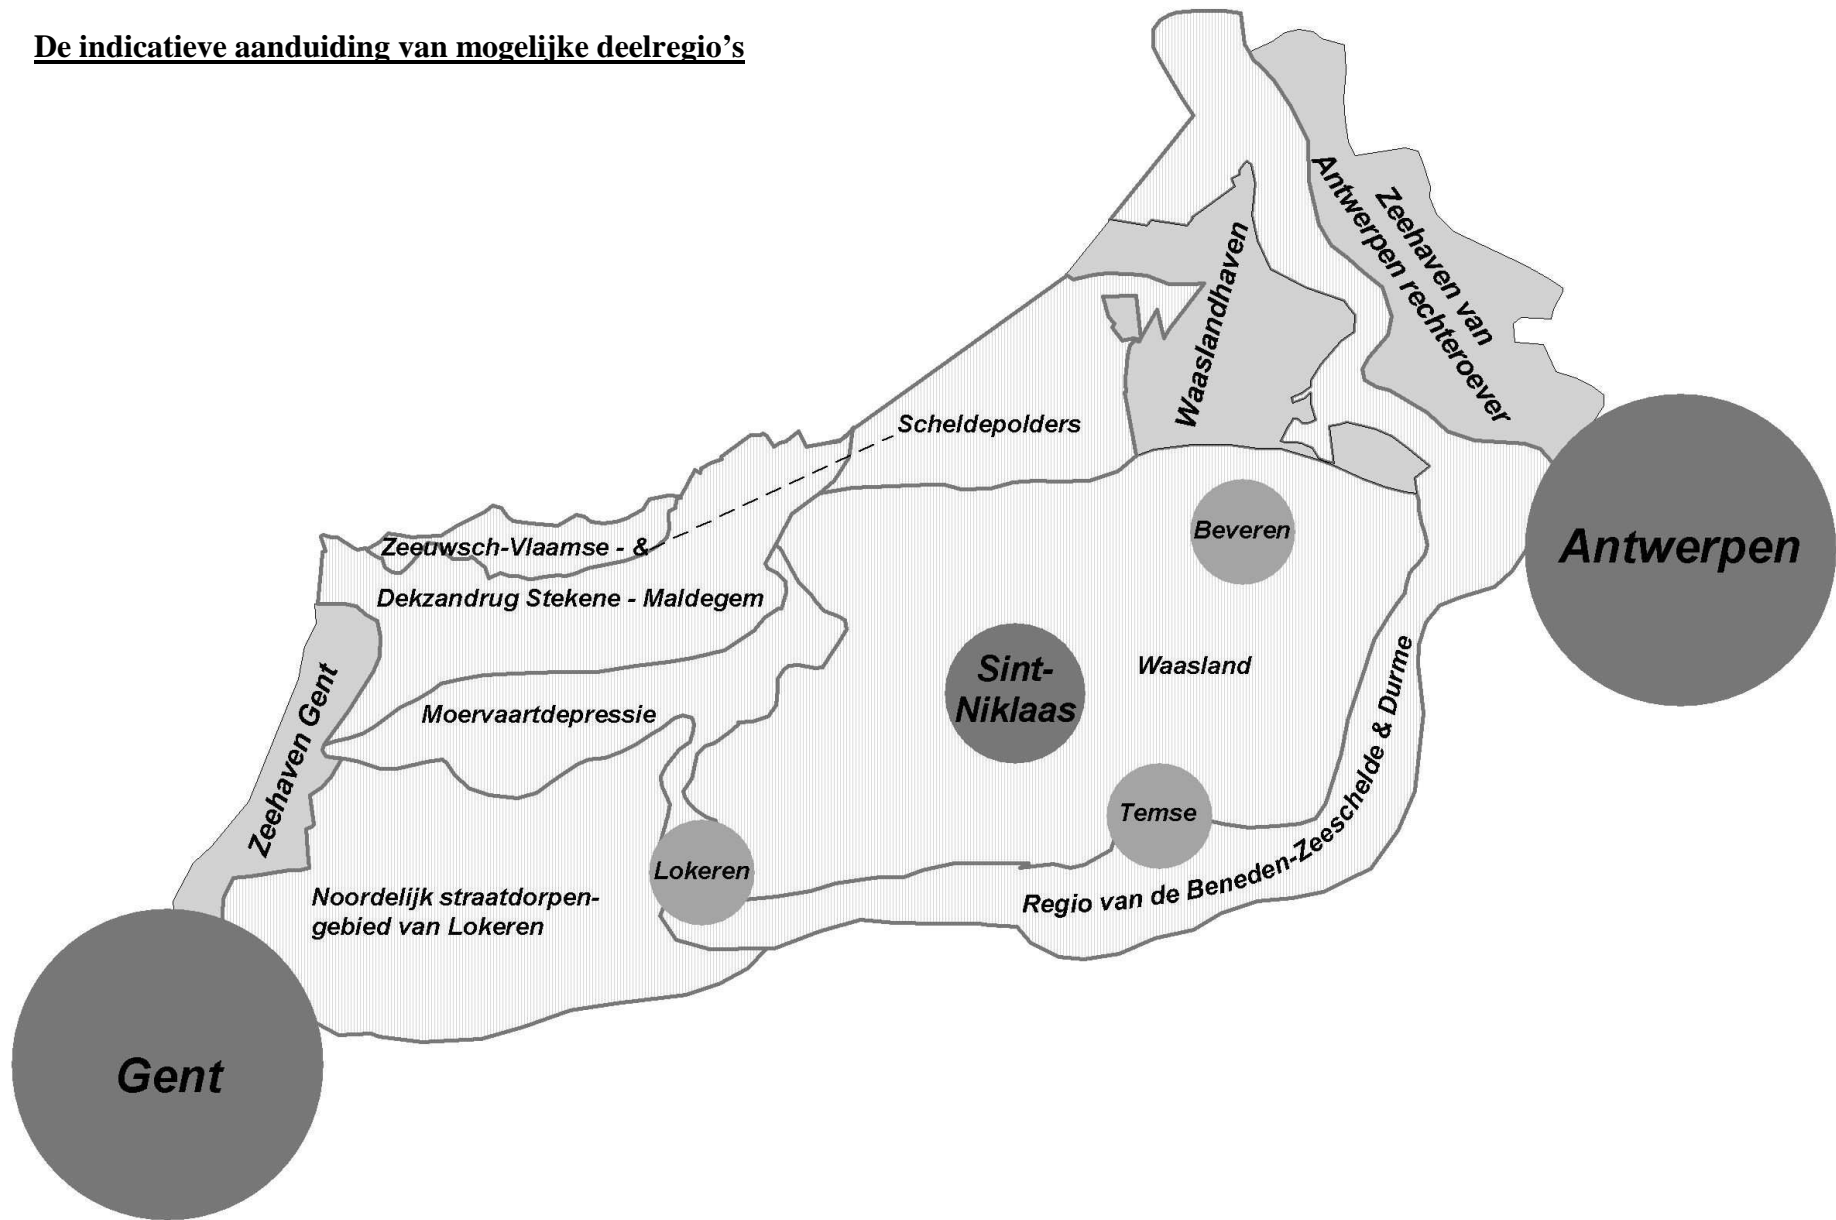 De indicatieve aanduiding van mogelijke deelregio’s
Zeehaven van
Antwerpen rechteroever
Waaslandhaven
Scheldepolders
Beveren
Antwerpen
Zeeuwsch-Vlaamse - &
Dekzandrug Stekene - Maldegem
Sint-
Niklaas
Waasland
Moervaartdepressie
Zeehaven Gent
Temse
Lokeren
Regio van de Beneden-Zeeschelde & Durme
Noordelijk straatdorpen-
gebied van Lokeren
Gent